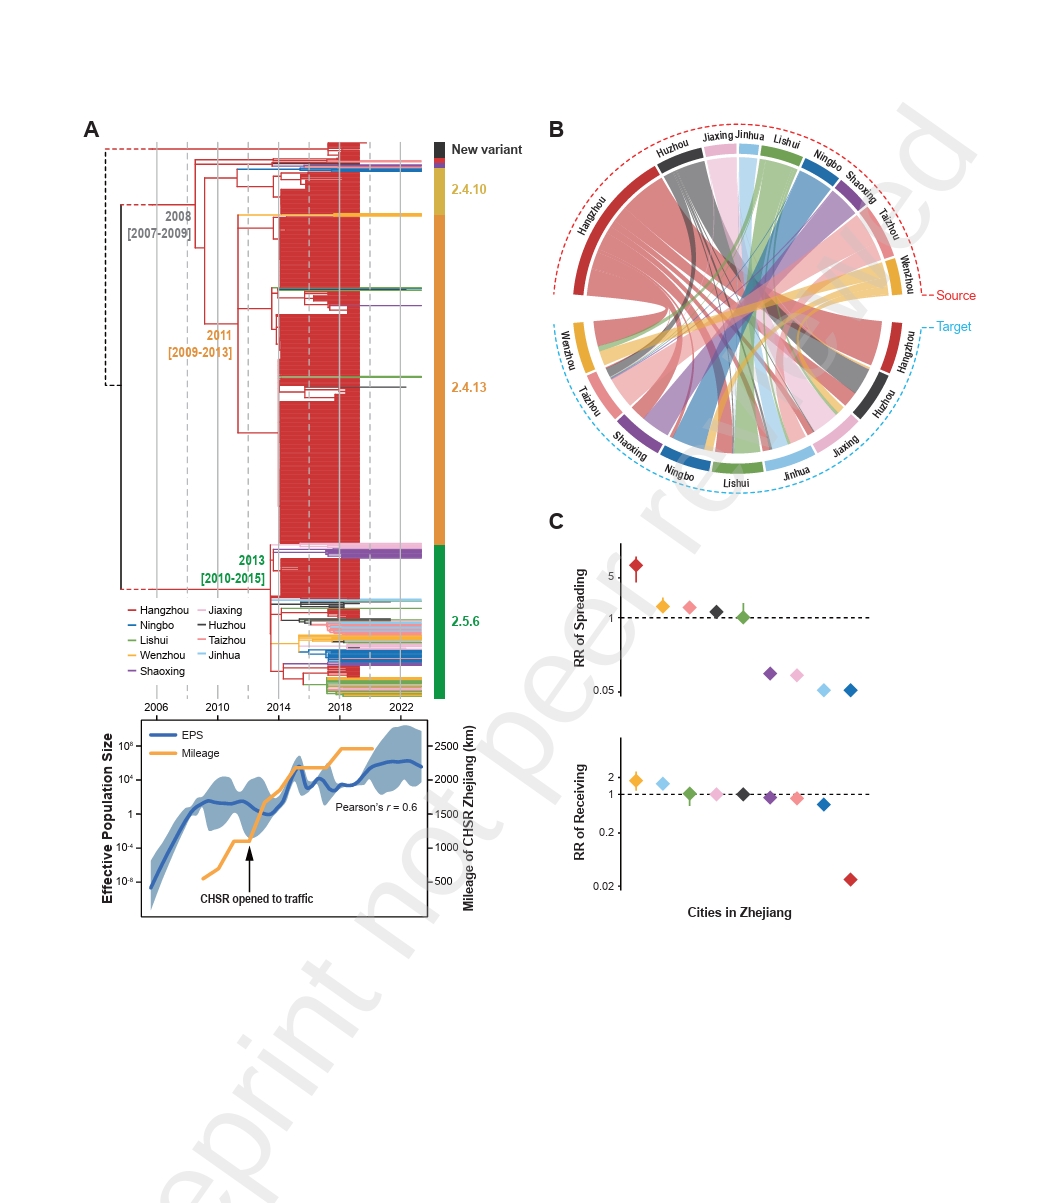 A
New variant
2.4.10
2008
[2007-2009]
2011
[2009-2013]
2.4.13
2013
[2010-2015]
2.5.6
Hangzhou
Jiaxing
Ningbo
Huzhou
Lishui
Taizhou
Wenzhou
Jinhua
Shaoxing
2006
2010
2014
2018
2022
Effective Population Size
10⁸
10⁴
1
10⁻⁴
10⁻⁸
EPS
Mileage
Pearson's r = 0.6
CHSR opened to traffic
2500
2000
1500
1000
500
Mileage of CHSR Zhejiang (km)
B
Hangzhou
Huzhou
Jiaxing
Jinhua
Lishui
Ningbo
Shaoxing
Taizhou
Wenzhou
Source
Target
Hangzhou
Huzhou
Jiaxing
Jinhua
Lishui
Ningbo
Shaoxing
Taizhou
Wenzhou
C
RR of Spreading
5
1
0.05
RR of Receiving
2
1
0.2
0.02
Cities in Zhejiang
eprint not peer reviewed